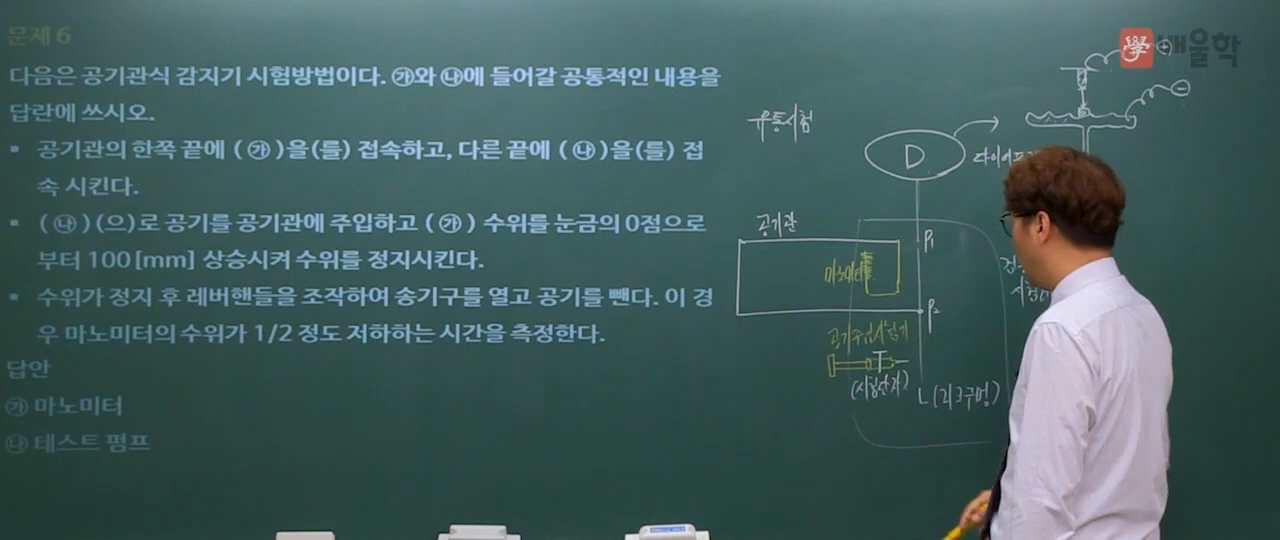 문제 6
다음은 공기관식 감지기 시험방법이다. ㉮와 ㉯에 들어갈 공통적인 내용을
답란에 쓰시오.
▪ 공기관의 한쪽 끝에 ( ㉮ )을(를) 접속하고, 다른 끝에 ( ㉯ )을(를) 접
속 시킨다.
▪ ( ㉯ ) (으)로 공기를 공기관에 주입하고 ( ㉮ ) 수위를 눈금의 0점으로
부터 100 [mm] 상승시켜 수위를 정지시킨다.
▪ 수위가 정지 후 레버핸들을 조작하여 송기구를 열고 공기를 뺀다. 이 경
우 마노미터의 수위가 1/2 정도 저하하는 시간을 측정한다.
답안
㉮ 마노미터
㉯ 테스트 펌프
學 배울학
+
-
유통시험
D
다이어프
공기관
P₁
마노미터
P₂
공기주입시험기
(시험단자)
L (리크구멍)